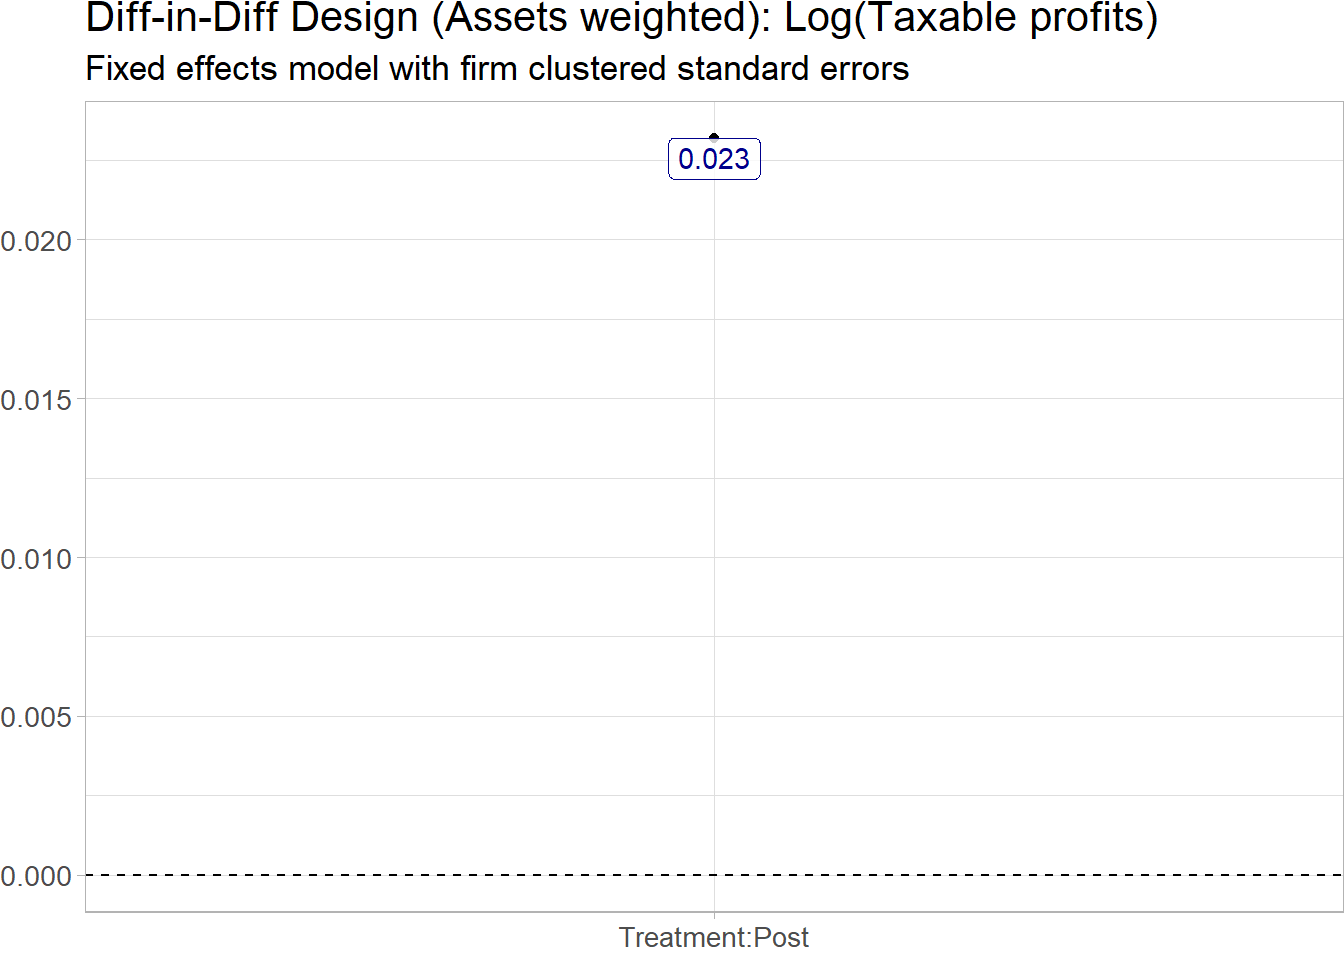 Diff-in-Diff Design (Assets weighted): Log(Taxable profits)
Fixed effects model with firm clustered standard errors
0.023
0.020
0.015
0.010
0.005
0.000
Treatment:Post